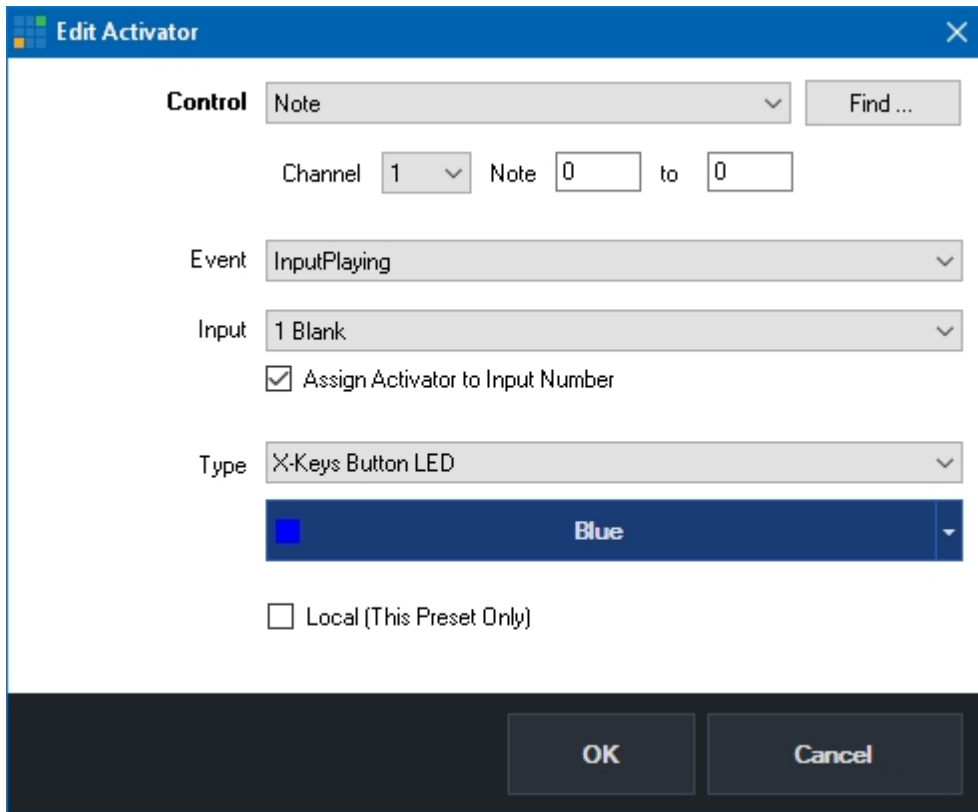 Edit Activator
Control Note Find ...
Channel 1 Note 0 to 0
Event InputPlaying
Input 1 Blank
Assign Activator to Input Number
Type X-Keys Button LED
Blue
Local (This Preset Only)
OK Cancel